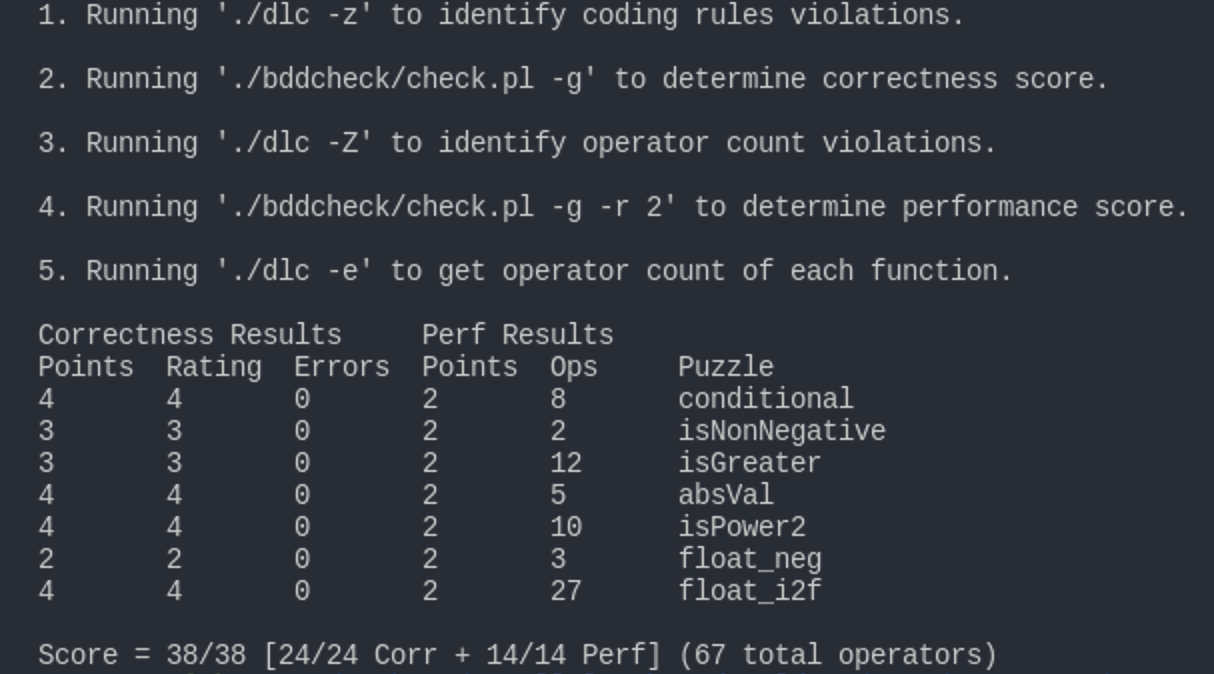 1. Running './dlc -z' to identify coding rules violations.
2. Running './bddcheck/check.pl -g' to determine correctness score.
3. Running './dlc -Z' to identify operator count violations.
4. Running './bddcheck/check.pl -g -r 2' to determine performance score.
5. Running './dlc -e' to get operator count of each function.
Correctness Results     Perf Results
Points  Rating  Errors  Points  Ops     Puzzle
4       4       0       2       8       conditional
3       3       0       2       2       isNonNegative
3       3       0       2       12      isGreater
4       4       0       2       5       absVal
4       4       0       2       10      isPower2
2       2       0       2       3       float_neg
4       4       0       2       27      float_i2f
Score = 38/38 [24/24 Corr + 14/14 Perf] (67 total operators)